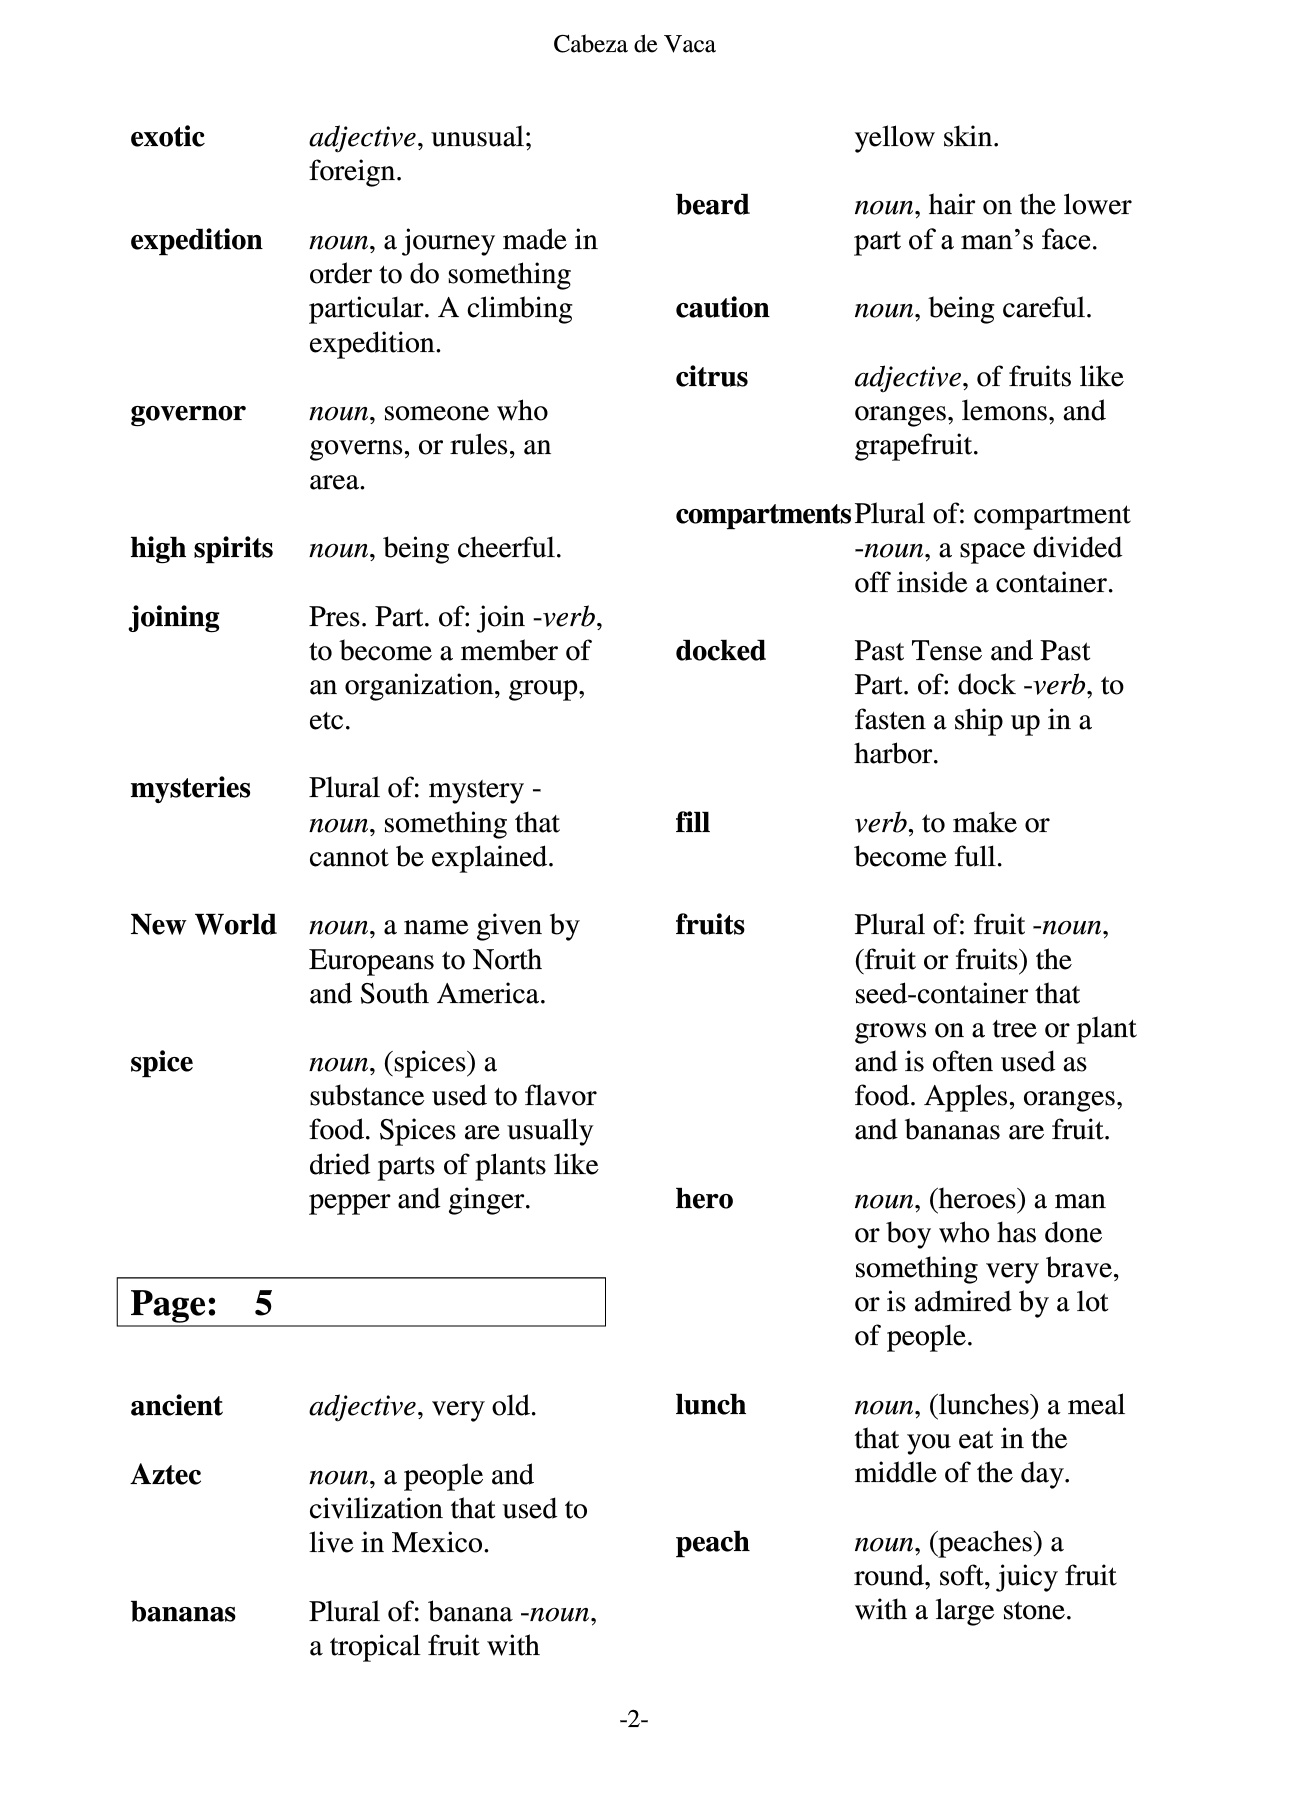 Cabeza de Vaca
exotic adjective, unusual;
foreign.
expedition noun, a journey made in
order to do something
particular. A climbing
expedition.
governor noun, someone who
governs, or rules, an
area.
high spirits noun, being cheerful.
joining Pres. Part. of: join -verb,
to become a member of
an organization, group,
etc.
mysteries Plural of: mystery -
noun, something that
cannot be explained.
New World noun, a name given by
Europeans to North
and South America.
spice noun, (spices) a
substance used to flavor
food. Spices are usually
dried parts of plants like
pepper and ginger.
Page: 5
ancient adjective, very old.
Aztec noun, a people and
civilization that used to
live in Mexico.
bananas Plural of: banana -noun,
a tropical fruit with
yellow skin.
beard noun, hair on the lower
part of a man’s face.
caution noun, being careful.
citrus adjective, of fruits like
oranges, lemons, and
grapefruit.
compartments Plural of: compartment
-noun, a space divided
off inside a container.
docked Past Tense and Past
Part. of: dock -verb, to
fasten a ship up in a
harbor.
fill verb, to make or
become full.
fruits Plural of: fruit -noun,
(fruit or fruits) the
seed-container that
grows on a tree or plant
and is often used as
food. Apples, oranges,
and bananas are fruit.
hero noun, (heroes) a man
or boy who has done
something very brave,
or is admired by a lot
of people.
lunch noun, (lunches) a meal
that you eat in the
middle of the day.
peach noun, (peaches) a
round, soft, juicy fruit
with a large stone.
-2-